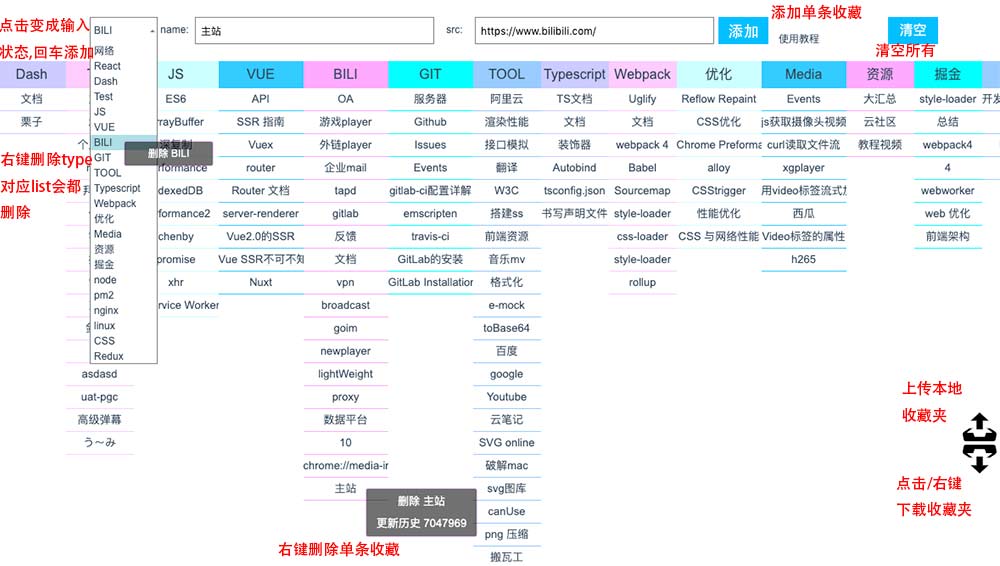 点击变成输入
状态,回车添加
BILI
name:
主站
src:
https://www.bilibili.com/
添加
添加单条收藏
使用教程
清空
清空所有
网络
React
Dash
Test
JS
VUE
BILI
GIT
TOOL
Typescript
Webpack
优化
Media
资源
掘金
node
pm2
nginx
linux
CSS
Redux
删除 BILI
右键删除type
对应list会都
删除
Dash
文档
栗子
asdasd
uat-pgc
高级弹幕
う～み
JS
ES6
rayBuffer
深复制
rformance
dexedDB
formance2
chenby
promise
xhr
rvice Worker
VUE
API
SSR 指南
Vuex
router
Router 文档
server-renderer
Vue2.0的SSR
Vue SSR不可不知
Nuxt
BILI
OA
游戏player
外链player
企业mail
tapd
gitlab
反馈
文档
vpn
broadcast
goim
newplayer
lightWeight
proxy
数据平台
10
chrome://media-in
主站
GIT
服务器
Github
Issues
Events
gitlab-ci配置详解
emscripten
travis-ci
GitLab的安装
GitLab Installation
TOOL
阿里云
渲染性能
接口模拟
翻译
W3C
搭建ss
前端资源
音乐mv
格式化
e-mock
toBase64
百度
google
Youtube
云笔记
SVG online
破解mac
svg图库
canUse
png 压缩
搬瓦工
Typescript
TS文档
文档
装饰器
Autobind
tsconfig.json
书写声明文件
Webpack
Uglify
文档
webpack 4
Babel
Sourcemap
style-loader
css-loader
style-loader
rollup
优化
Reflow Repaint
CSS优化
Chrome Preforma
alloy
CSStrigger
性能优化
CSS 与网络性能
Media
Events
js获取摄像头视频
curl读取文件流
xgplayer
用video标签流式加
西瓜
Video标签的属性
h265
资源
大汇总
云社区
教程视频
掘金
style-loader
总结
webpack4
4
webworker
web 优化
前端架构
开发
删除 主站
更新历史 7047969
右键删除单条收藏
上传本地
收藏夹
点击/右键
下载收藏夹